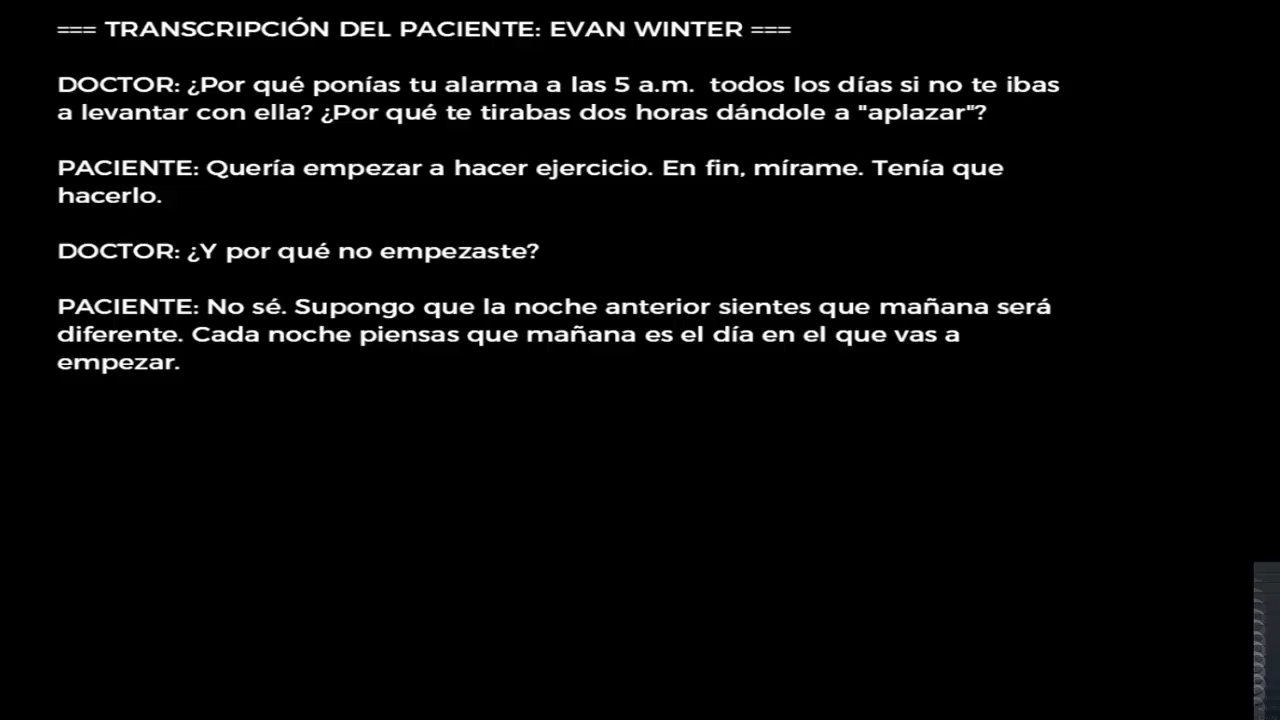 === TRANSCRIPCIÓN DEL PACIENTE: EVAN WINTER ===
DOCTOR: ¿Por qué ponías tu alarma a las 5 a.m.  todos los días si no te ibas
a levantar con ella? ¿Por qué te tirabas dos horas dándole a "aplazar"?
PACIENTE: Quería empezar a hacer ejercicio. En fin, mírame. Tenía que
hacerlo.
DOCTOR: ¿Y por qué no empezaste?
PACIENTE: No sé. Supongo que la noche anterior sientes que mañana será
diferente. Cada noche piensas que mañana es el día en el que vas a
empezar.